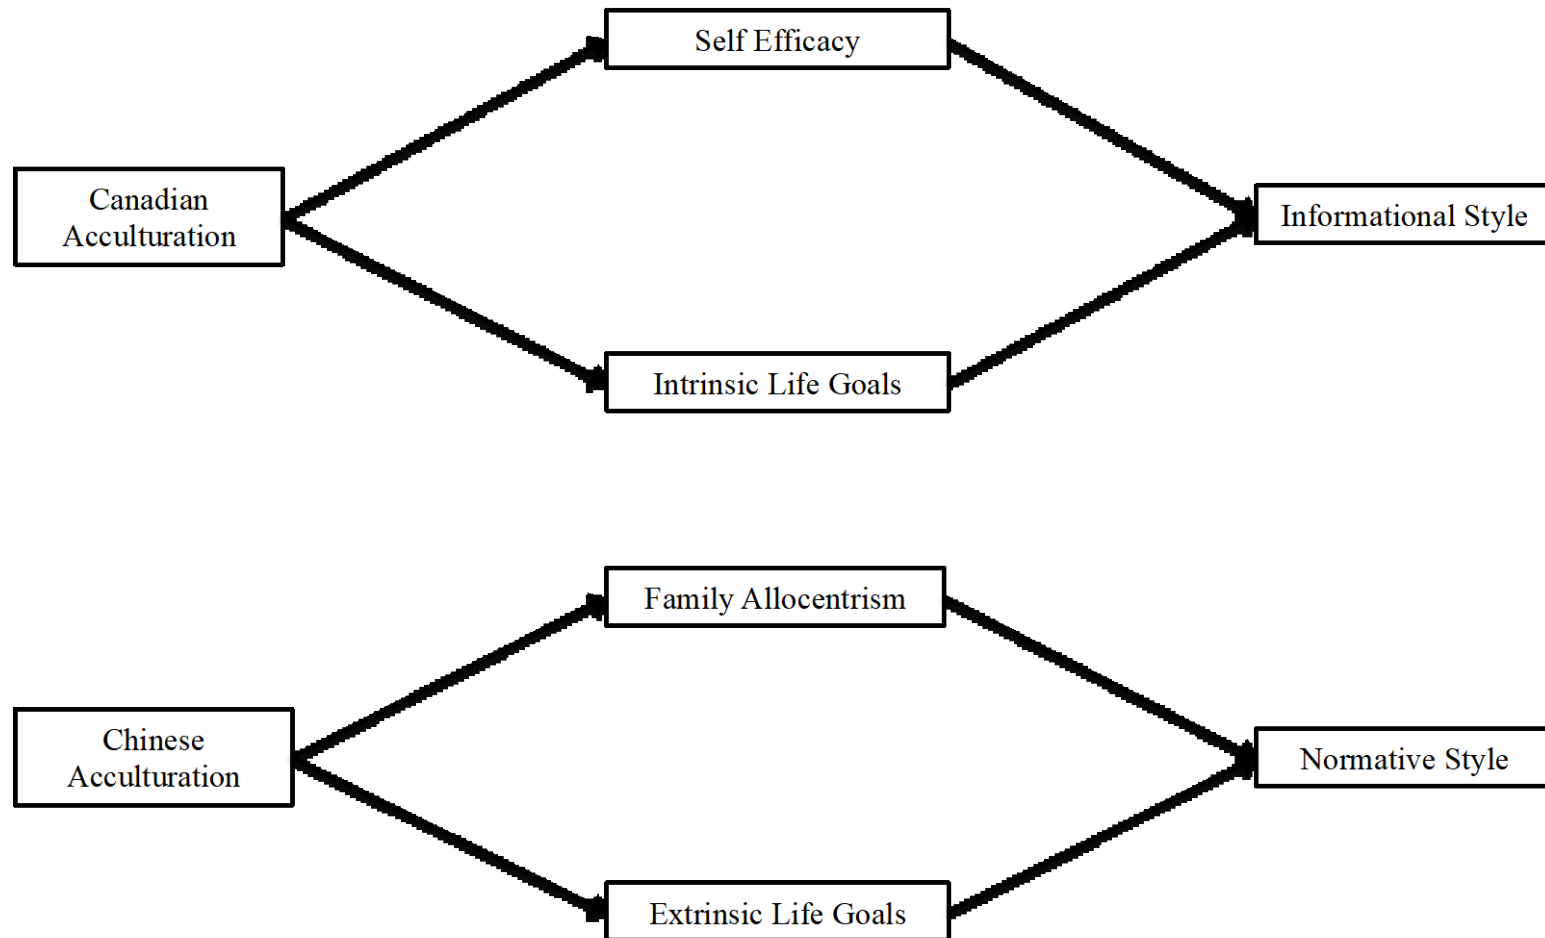 Self Efficacy
Canadian
Acculturation
Informational Style
Intrinsic Life Goals
Family Allocentrism
Chinese
Acculturation
Normative Style
Extrinsic Life Goals